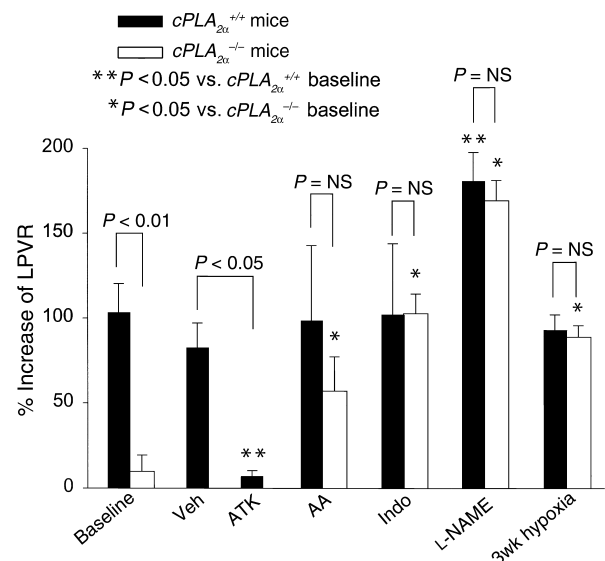 cPLA2α+/+ mice
cPLA2α−/− mice
**P < 0.05 vs. cPLA2α+/+ baseline
*P < 0.05 vs. cPLA2α−/− baseline
P = NS
** *
200
P = NS
P = NS
150
P < 0.01
P = NS
P < 0.05
*
*
100
*
50
**
0
% Increase of LPVR
Baseline
Veh
ATK
AA
Indo
L-NAME
3wk hypoxia